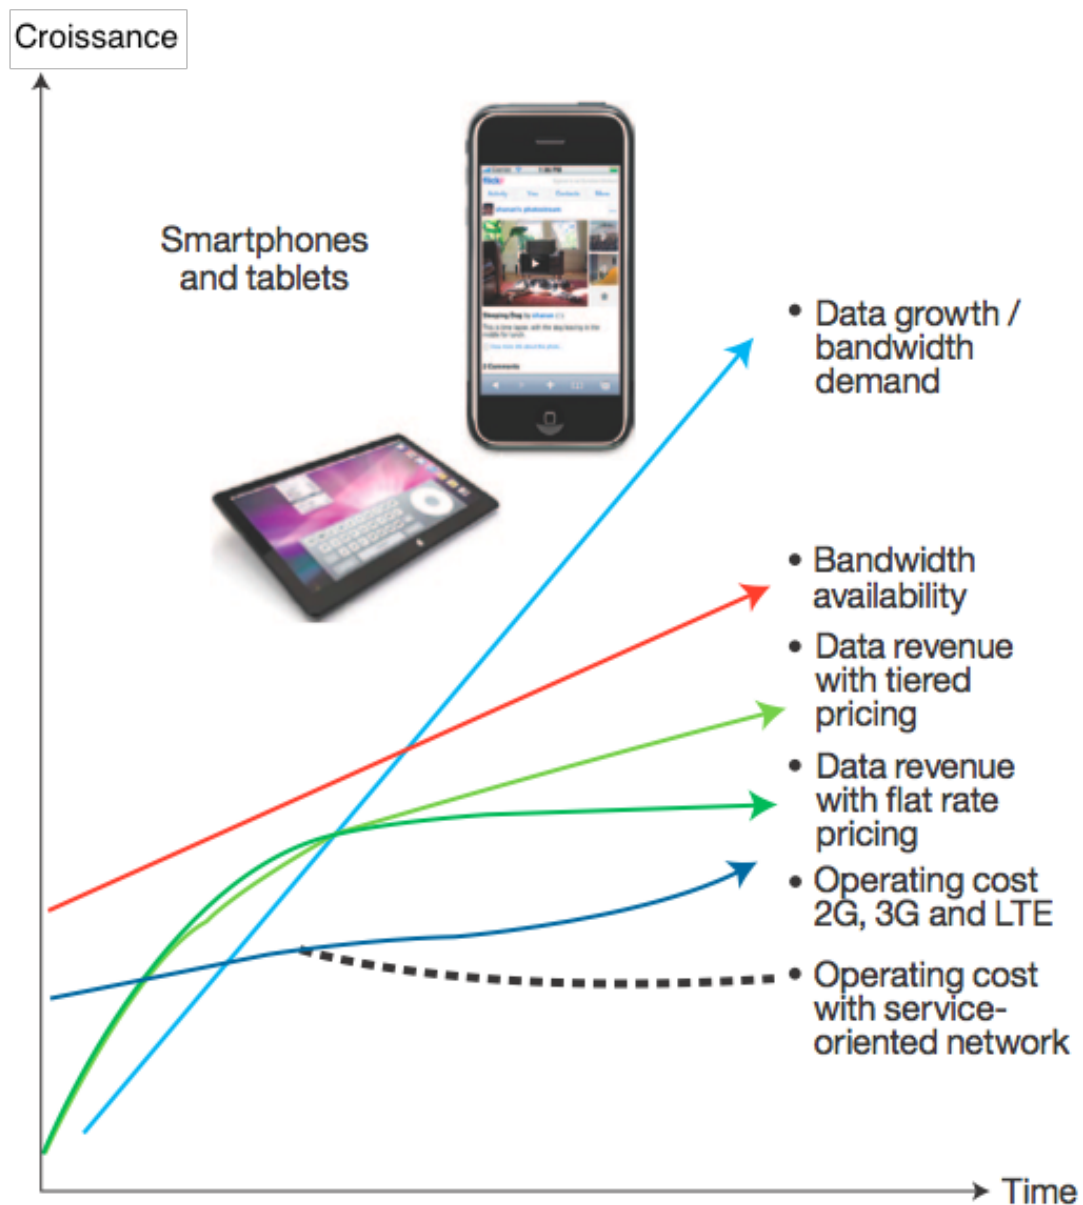 Croissance
Smartphones
and tablets
• Data growth /
bandwidth
demand
• Bandwidth
availability
• Data revenue
with tiered
pricing
• Data revenue
with flat rate
pricing
• Operating cost
2G, 3G and LTE
• Operating cost
with service-
oriented network
Time